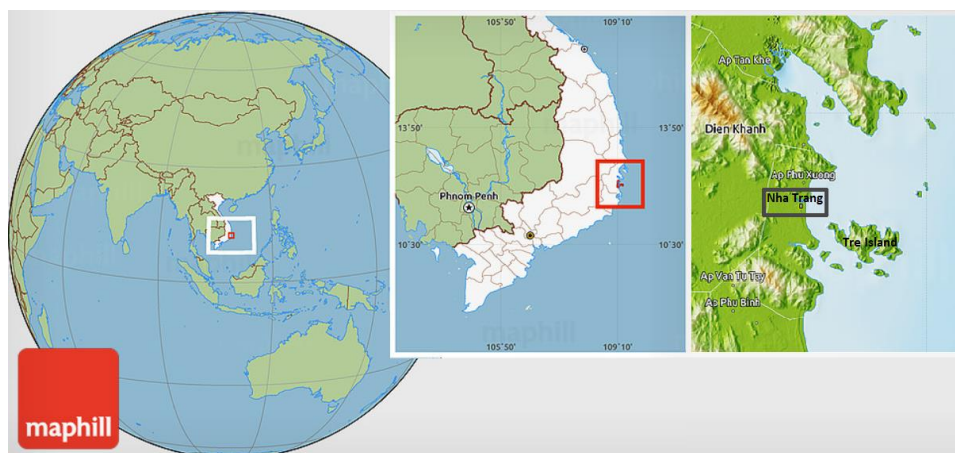 105°50'
109°10'
13°50'
13°50'
Phnom Penh
10°30'
10°30'
105°50'
109°10'
maphill
Ap Tan Khe
Dien Khanh
Ap Phu Xuong
Nha Trang
Tre Island
Ap Van Tu Tay
Ap Phu Binh
maphill